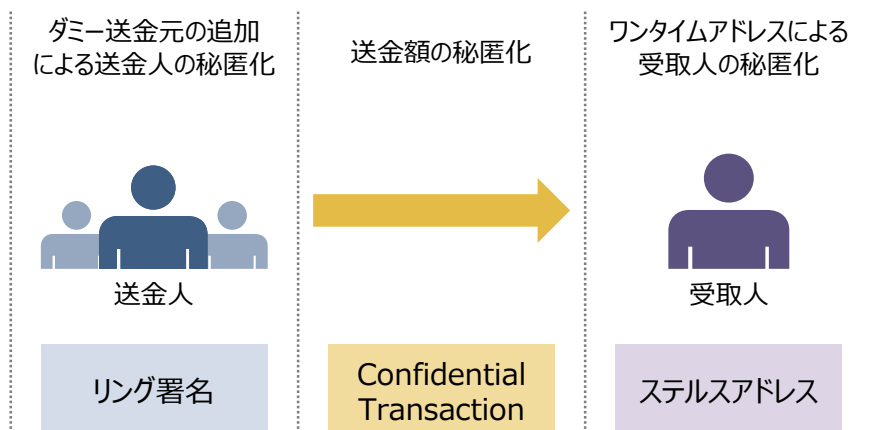 ダミー送金元の追加
による送金人の秘匿化
送金額の秘匿化
ワンタイムアドレスによる
受取人の秘匿化
送金人
受取人
リング署名
Confidential
Transaction
ステルスアドレス